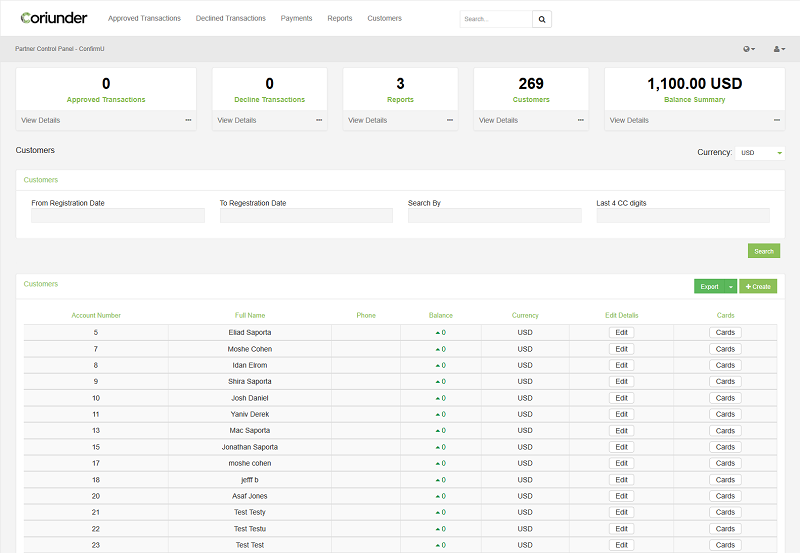 Coriunder Approved Transactions Declined Transactions Payments Reports Customers Search...
Partner Control Panel - ConfirmU
0 0 3 269 1,100.00 USD
Approved Transactions Decline Transactions Reports Customers Balance Summary
View Details View Details View Details View Details View Details
Customers Currency: USD
Customers
From Registration Date To Regestration Date Search By Last 4 CC digits
Search
Customers Export + Create
Account Number Full Name Phone Balance Currency Edit Details Cards
5 Eliad Saporta 0 USD Edit Cards
7 Moshe Cohen 0 USD Edit Cards
8 Idan Elrom 0 USD Edit Cards
9 Shira Saporta 0 USD Edit Cards
10 Josh Daniel 0 USD Edit Cards
11 Yaniv Derek 0 USD Edit Cards
13 Mac Saporta 0 USD Edit Cards
15 Jonathan Saporta 0 USD Edit Cards
17 moshe cohen 0 USD Edit Cards
18 jefff b 0 USD Edit Cards
20 Asaf Jones 0 USD Edit Cards
21 Test Testy 0 USD Edit Cards
22 Test Testu 0 USD Edit Cards
23 Test Test 0 USD Edit Cards